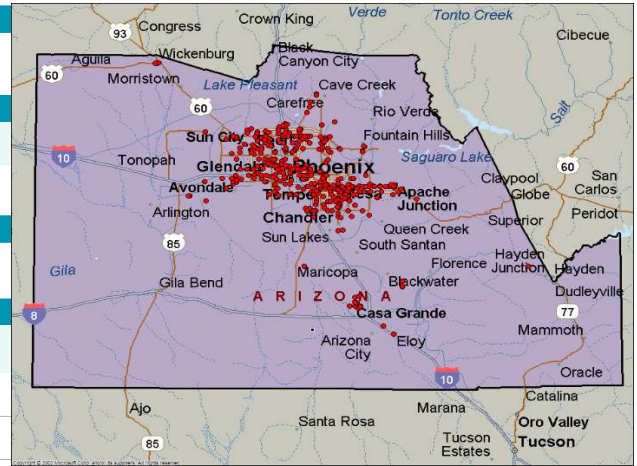 Crown King
Verde
Tonto Creek
Congress
93
Cibecue
Black
Canyon City
Wickenburg
Aguila
60
Morristown
Lake Pleasant
Cave Creek
Carefree
60
Rio Verde
Salt
Sun City
Fountain Hills
10
Tonopah
Glendale
Phoenix
Saguaro Lake
60
Claypool
San
Carlos
Globe
Avondale
Tempe
Mesa
Apache
Junction
Peridot
Arlington
Chandler
Superior
Queen Creek
Sun Lakes
South Santan
85
Hayden
Junction
Hayden
Florence
Gila
Maricopa
Gila Bend
Blackwater
Dudleyville
ARIZONA
8
Casa Grande
77
Mammoth
Arizona
City
Eloy
Oracle
10
Catalina
Ajo
Marana
Santa Rosa
Oro Valley
85
Tucson
Estates
Tucson